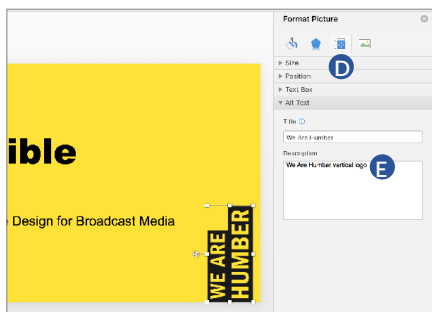 Format Picture
D
Size
Position
Text Box
Alt Text
Title
We Are Humber
Description
We Are Humber vertical logo
E
ible
Design for Broadcast Media
WE ARE
HUMBER